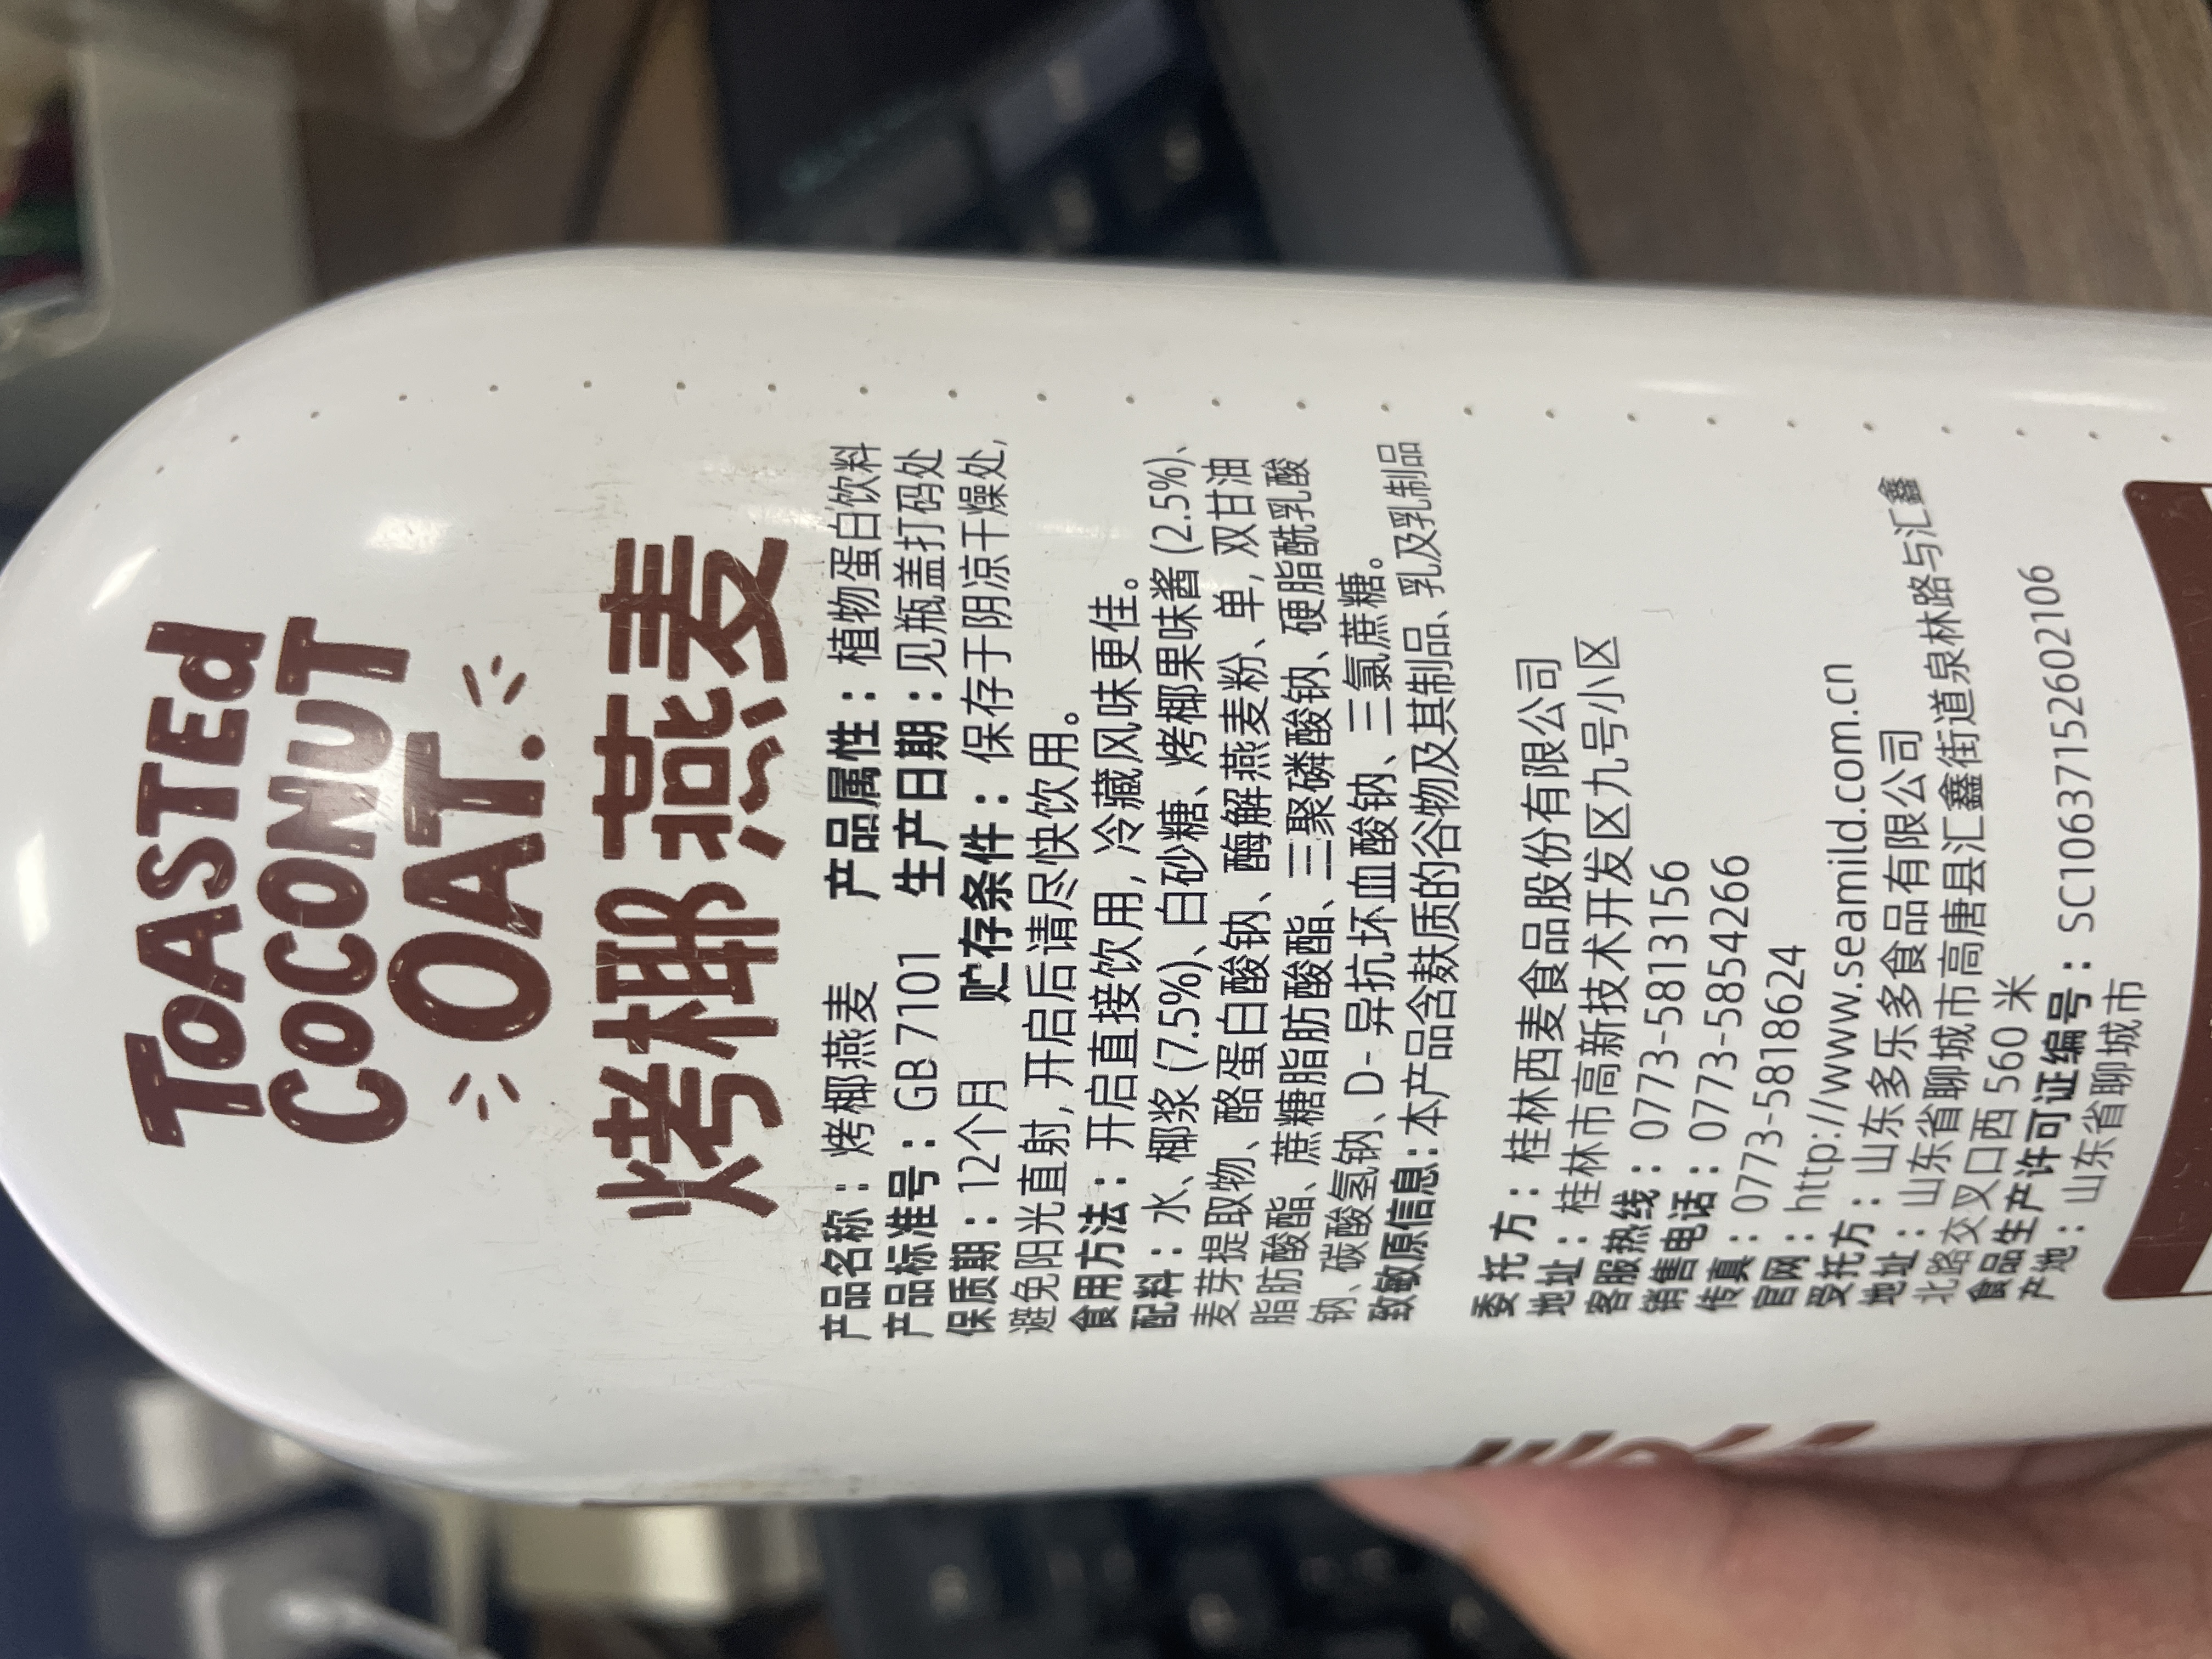 ToASTEd
CoCONUT
OAT.
烤椰燕麦
产品名称：烤椰燕麦 产品属性：植物蛋白饮料
产品标准号：GB 7101 生产日期：见瓶盖打码处
保质期：12个月 贮存条件：保存于阴凉干燥处,
避免阳光直射, 开启后请尽快饮用。
食用方法：开启直接饮用, 冷藏风味更佳。
配料：水、椰浆 (7.5%)、白砂糖、烤椰果味酱 (2.5%)、
麦芽提取物、酪蛋白酸钠、酶解燕麦粉、单, 双甘油
脂肪酸酯、蔗糖脂肪酸酯、三聚磷酸钠、硬脂酰乳酸
钠、碳酸氢钠、D- 异抗坏血酸钠、三氯蔗糖。
致敏原信息：本产品含麸质的谷物及其制品、乳及乳制品
委托方：桂林西麦食品股份有限公司
地址：桂林市高新技术开发区九号小区
客服热线：0773-5813156
销售电话：0773-5854266
传真：0773-5818624
官网：http://www.seamild.com.cn
受托方：山东多乐多食品有限公司
地址：山东省聊城市高唐县汇鑫街道泉林路与汇鑫
北路交叉口西 560 米
食品生产许可证编号：SC10637152602106
产地：山东省聊城市